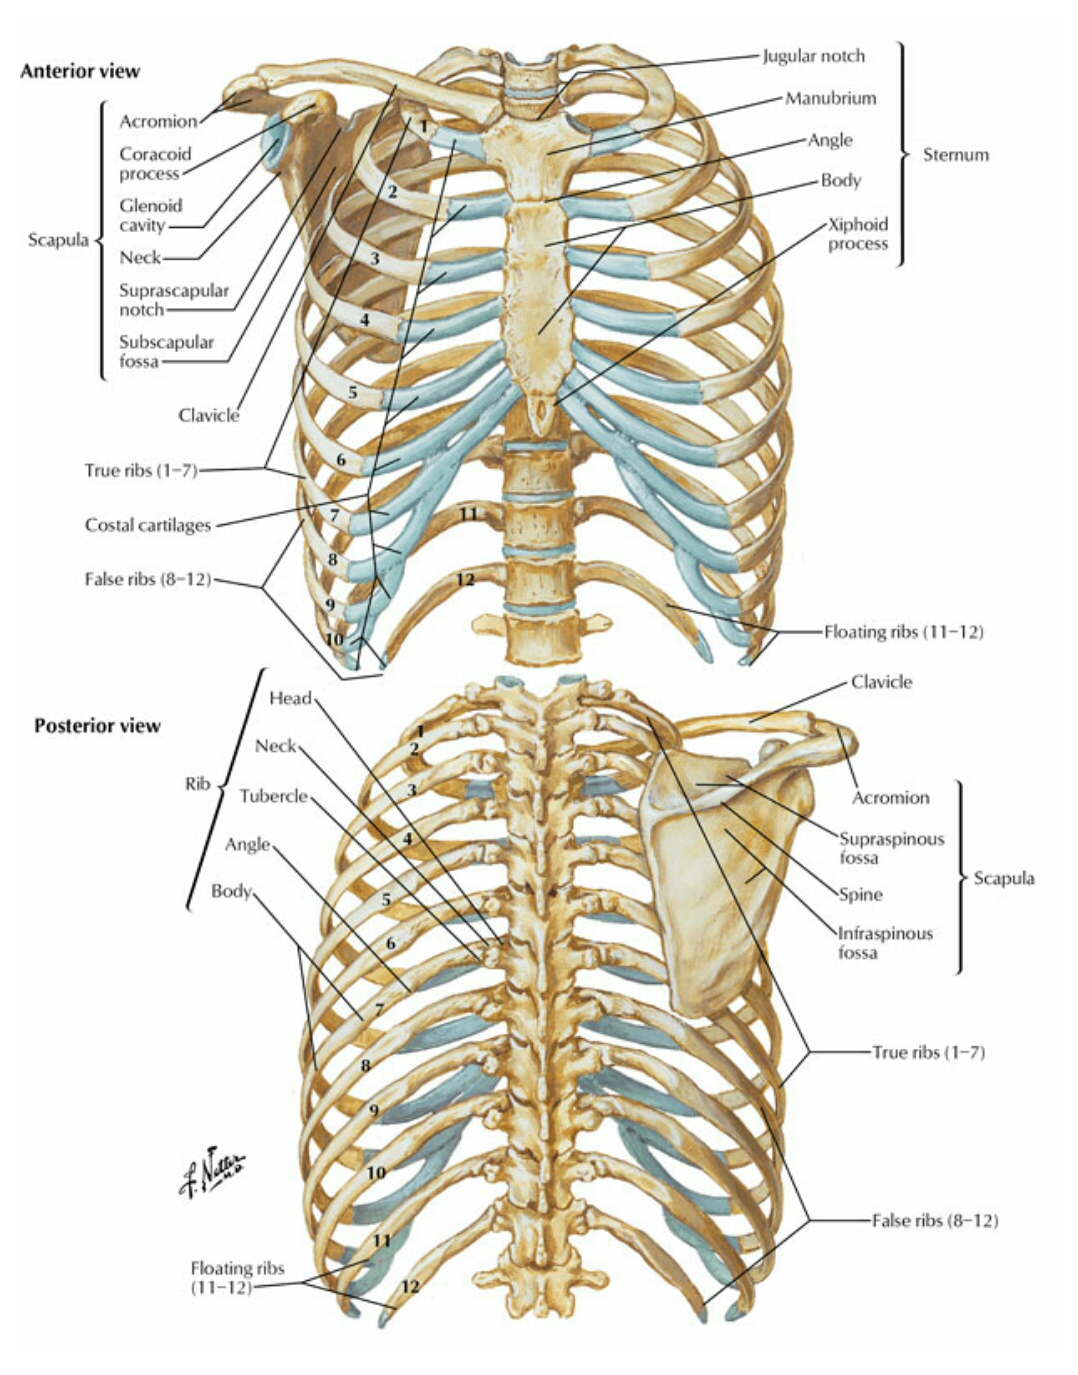 Anterior view
Acromion
Coracoid
process
Glenoid
cavity
Neck
Suprascapular
notch
Subscapular
fossa
Scapula
Clavicle
True ribs (1–7)
Costal cartilages
False ribs (8–12)
Jugular notch
Manubrium
Angle
Body
Xiphoid
process
Sternum
Floating ribs (11–12)
1
2
3
4
5
6
7
8
9
10
11
12
Posterior view
Head
Neck
Tubercle
Angle
Body
Rib
Clavicle
Acromion
Supraspinous
fossa
Spine
Infraspinous
fossa
Scapula
True ribs (1–7)
False ribs (8–12)
Floating ribs
(11–12)
1
2
3
4
5
6
7
8
9
10
11
12
F. Netter
M.D.